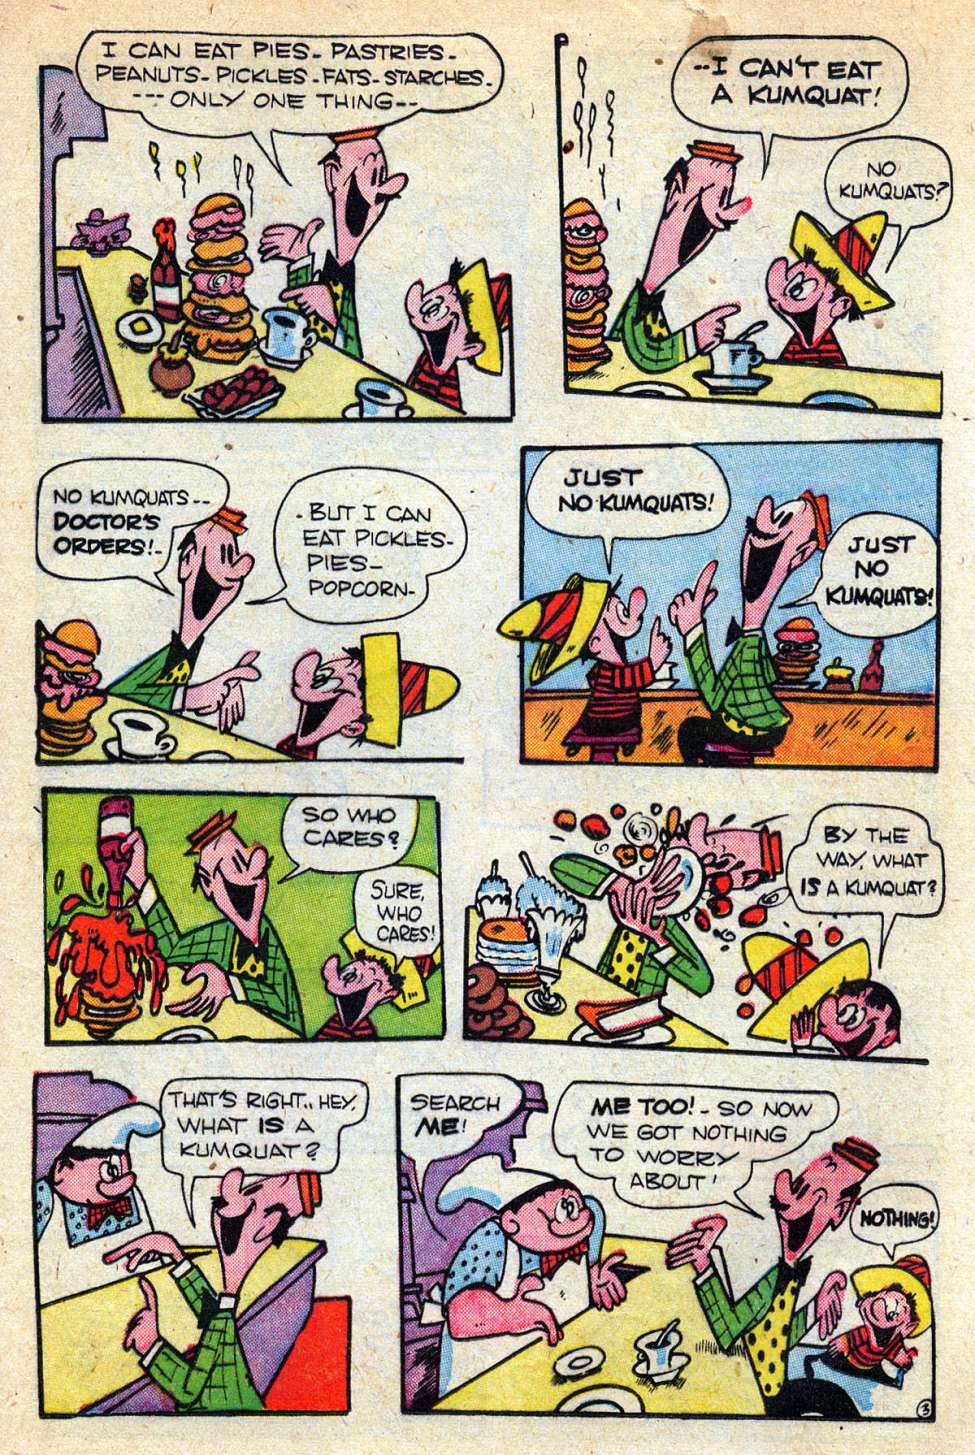 I CAN EAT PIES- PASTRIES-
PEANUTS- PICKLES-FATS-STARCHES-
--- ONLY ONE THING--
--I CAN'T EAT
A KUMQUAT!
NO
KUMQUATS?
NO KUMQUATS--
DOCTOR'S
ORDERS!-
-BUT I CAN
EAT PICKLES-
PIES-
POPCORN-
JUST
NO KUMQUATS!
JUST
NO
KUMQUATS!
SO WHO
CARES?
SURE,
WHO
CARES!
BY THE
WAY, WHAT
IS A KUMQUAT?
THAT'S RIGHT.. HEY,
WHAT IS A
KUMQUAT?
SEARCH
ME!
ME TOO!- SO NOW
WE GOT NOTHING
TO WORRY
ABOUT!
NOTHING!
3